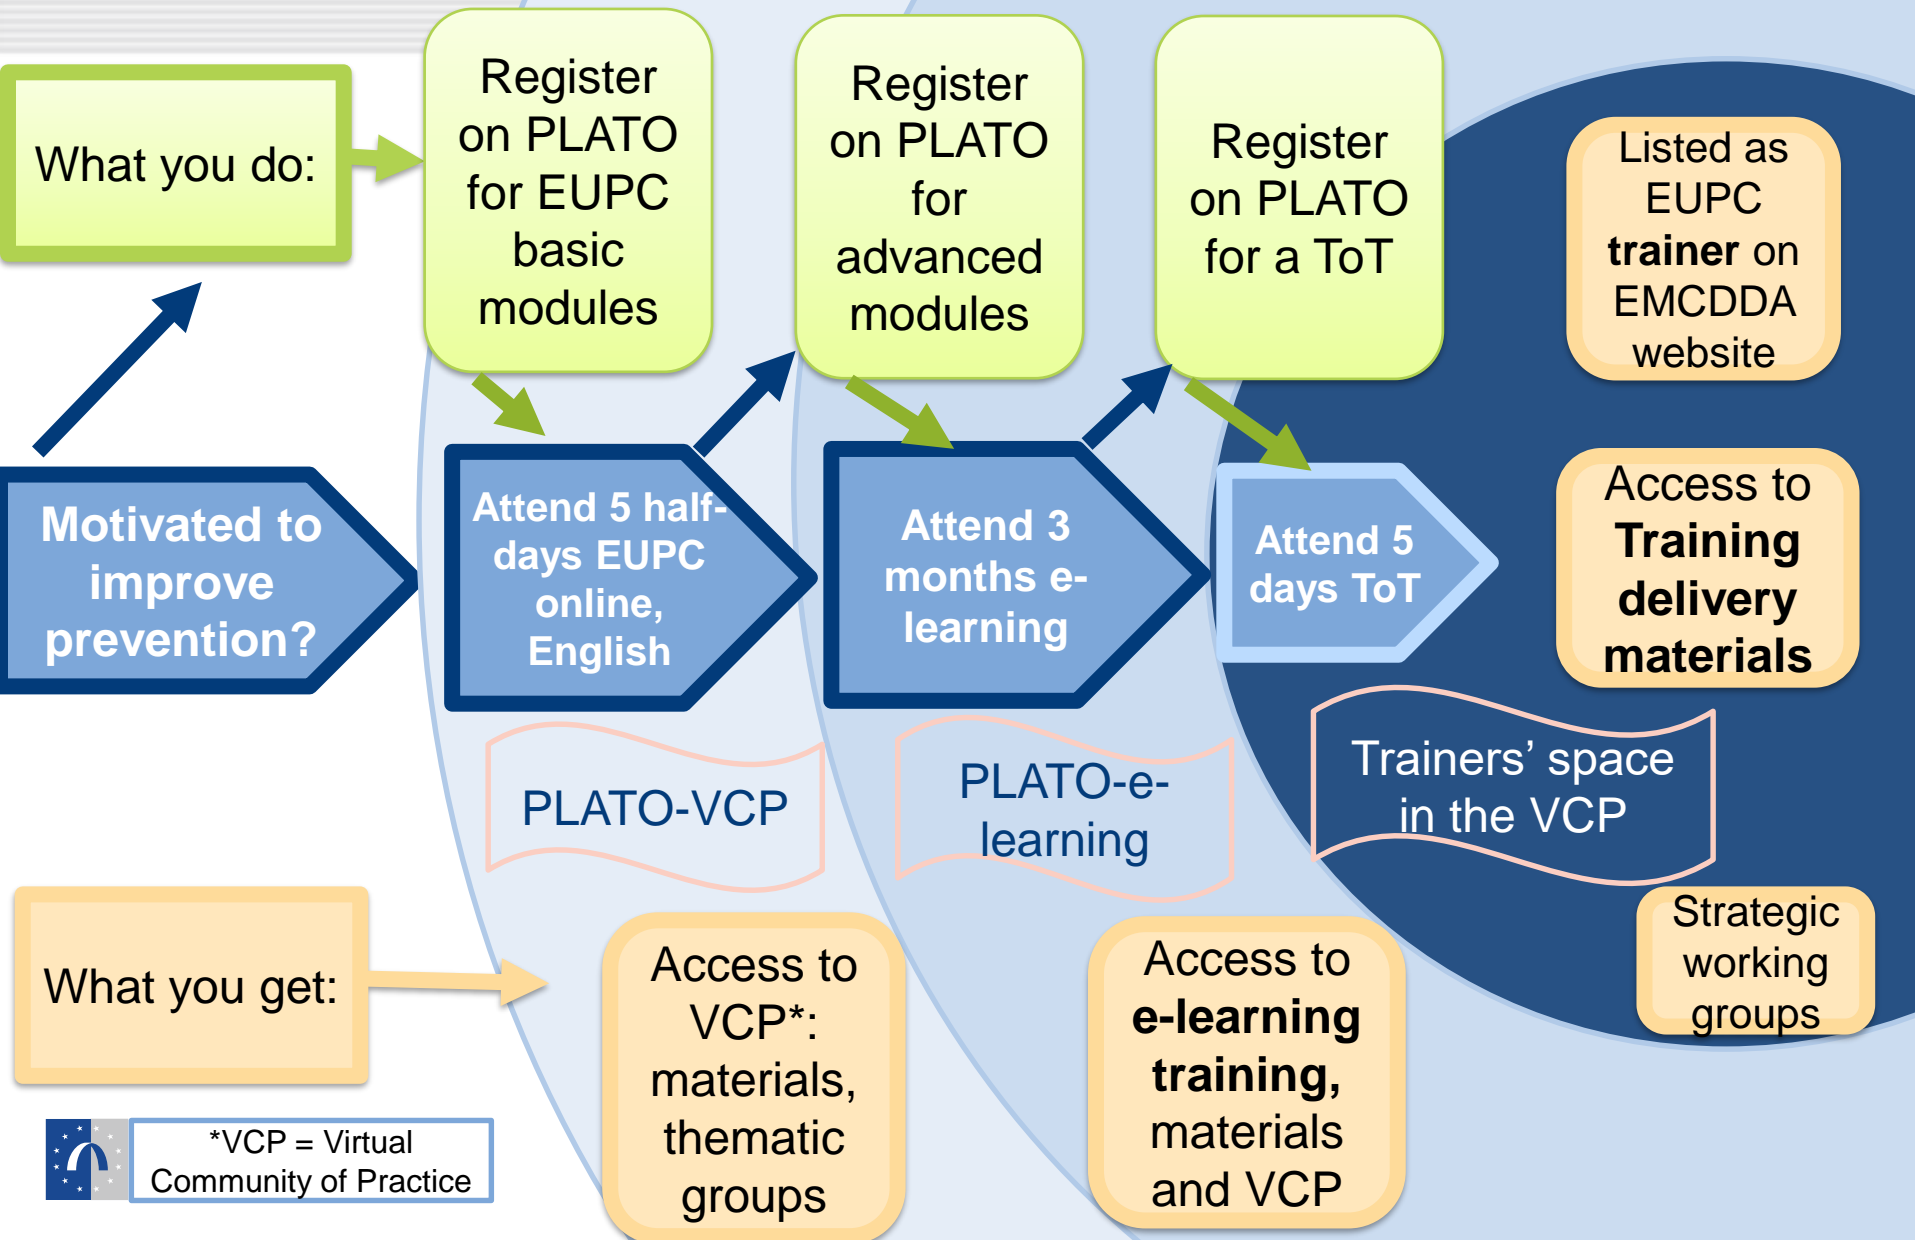 What you do:
Register
on PLATO
for EUPC
basic
modules
Register
on PLATO
for
advanced
modules
Register
on PLATO
for a ToT
Listed as
EUPC
trainer on
EMCDDA
website
Motivated to
improve
prevention?
Attend 5 half-
days EUPC
online,
English
Attend 3
months e-
learning
Attend 5
days ToT
Access to
Training
delivery
materials
PLATO-VCP
PLATO-e-
learning
Trainers’ space
in the VCP
What you get:
Access to
VCP*:
materials,
thematic
groups
Access to
e-learning
training,
materials
and VCP
Strategic
working
groups
*VCP = Virtual
Community of Practice